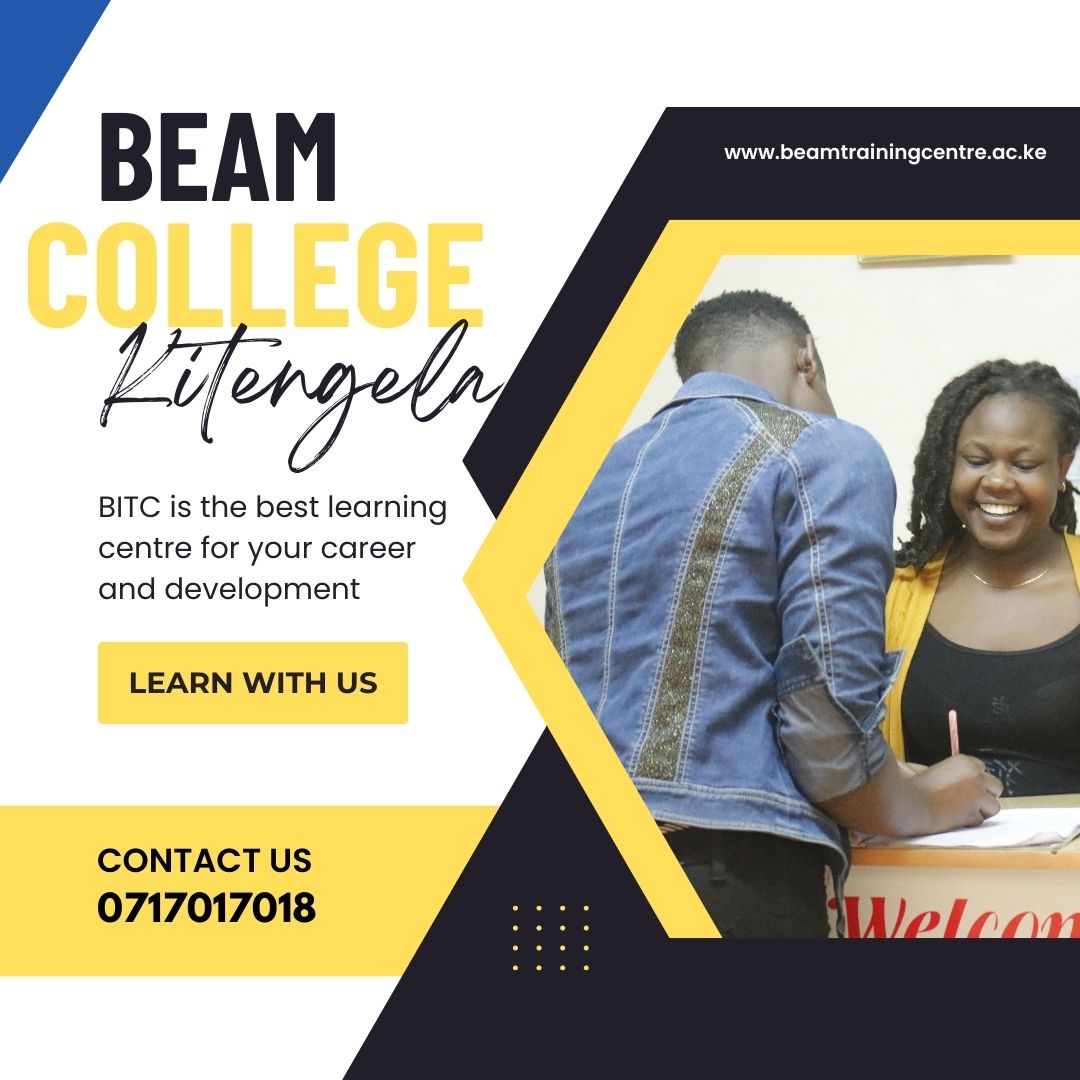 BEAM
COLLEGE
Kitengela
www.beamtrainingcentre.ac.ke
BITC is the best learning
centre for your career
and development
LEARN WITH US
CONTACT US
0717017018